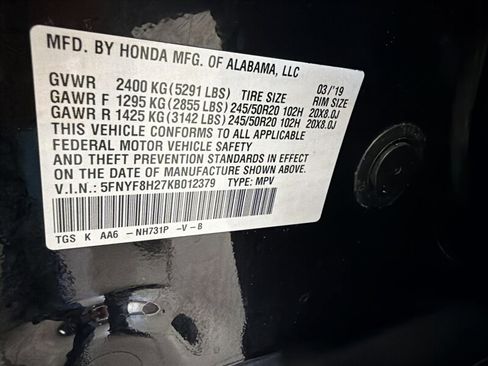 MFD. BY HONDA MFG. OF ALABAMA, LLC
03/'19
GVWR 2400 KG(5291 LBS) TIRE SIZE RIM SIZE
GAWR F 1295 KG(2855 LBS) 245/50R20 102H 20X8.0J
GAWR R 1425 KG(3142 LBS) 245/50R20 102H 20X8.0J
THIS VEHICLE CONFORMS TO ALL APPLICABLE
FEDERAL MOTOR VEHICLE SAFETY
AND THEFT PREVENTION STANDARDS IN EFFECT
ON THE DATE OF MANUFACTURE SHOWN ABOVE.
V.I.N.: 5FNYF8H27KB012379 TYPE: MPV
TGS K AA6 -NH731P -V-B